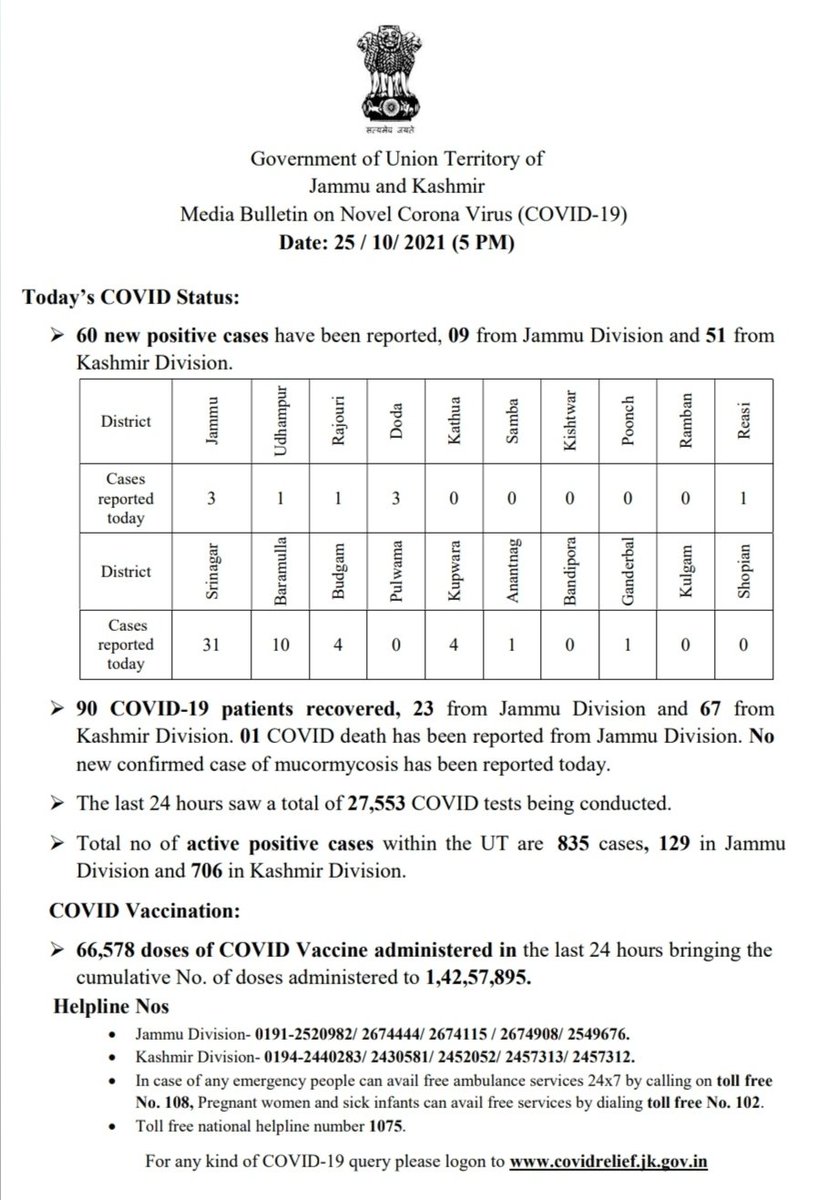 सत्यमेव जयते
Government of Union Territory of
Jammu and Kashmir
Media Bulletin on Novel Corona Virus (COVID-19)
Date: 25 / 10/ 2021 (5 PM)
Today’s COVID Status:
➢ 60 new positive cases have been reported, 09 from Jammu Division and 51 from
Kashmir Division.
District Jammu Udhampur Rajouri Doda Kathua Samba Kishtwar Poonch Ramban Reasi
Cases
reported
today
3 1 1 3 0 0 0 0 0 1
District Srinagar Baramulla Budgam Pulwama Kupwara Anantnag Bandipora Ganderbal Kulgam Shopian
Cases
reported
today
31 10 4 0 4 1 0 1 0 0
➢ 90 COVID-19 patients recovered, 23 from Jammu Division and 67 from
Kashmir Division. 01 COVID death has been reported from Jammu Division. No
new confirmed case of mucormycosis has been reported today.
➢ The last 24 hours saw a total of 27,553 COVID tests being conducted.
➢ Total no of active positive cases within the UT are 835 cases, 129 in Jammu
Division and 706 in Kashmir Division.
COVID Vaccination:
➢ 66,578 doses of COVID Vaccine administered in the last 24 hours bringing the
cumulative No. of doses administered to 1,42,57,895.
Helpline Nos
• Jammu Division- 0191-2520982/ 2674444/ 2674115 / 2674908/ 2549676.
• Kashmir Division- 0194-2440283/ 2430581/ 2452052/ 2457313/ 2457312.
• In case of any emergency people can avail free ambulance services 24x7 by calling on toll free
No. 108, Pregnant women and sick infants can avail free services by dialing toll free No. 102.
• Toll free national helpline number 1075.
For any kind of COVID-19 query please logon to www.covidrelief.jk.gov.in